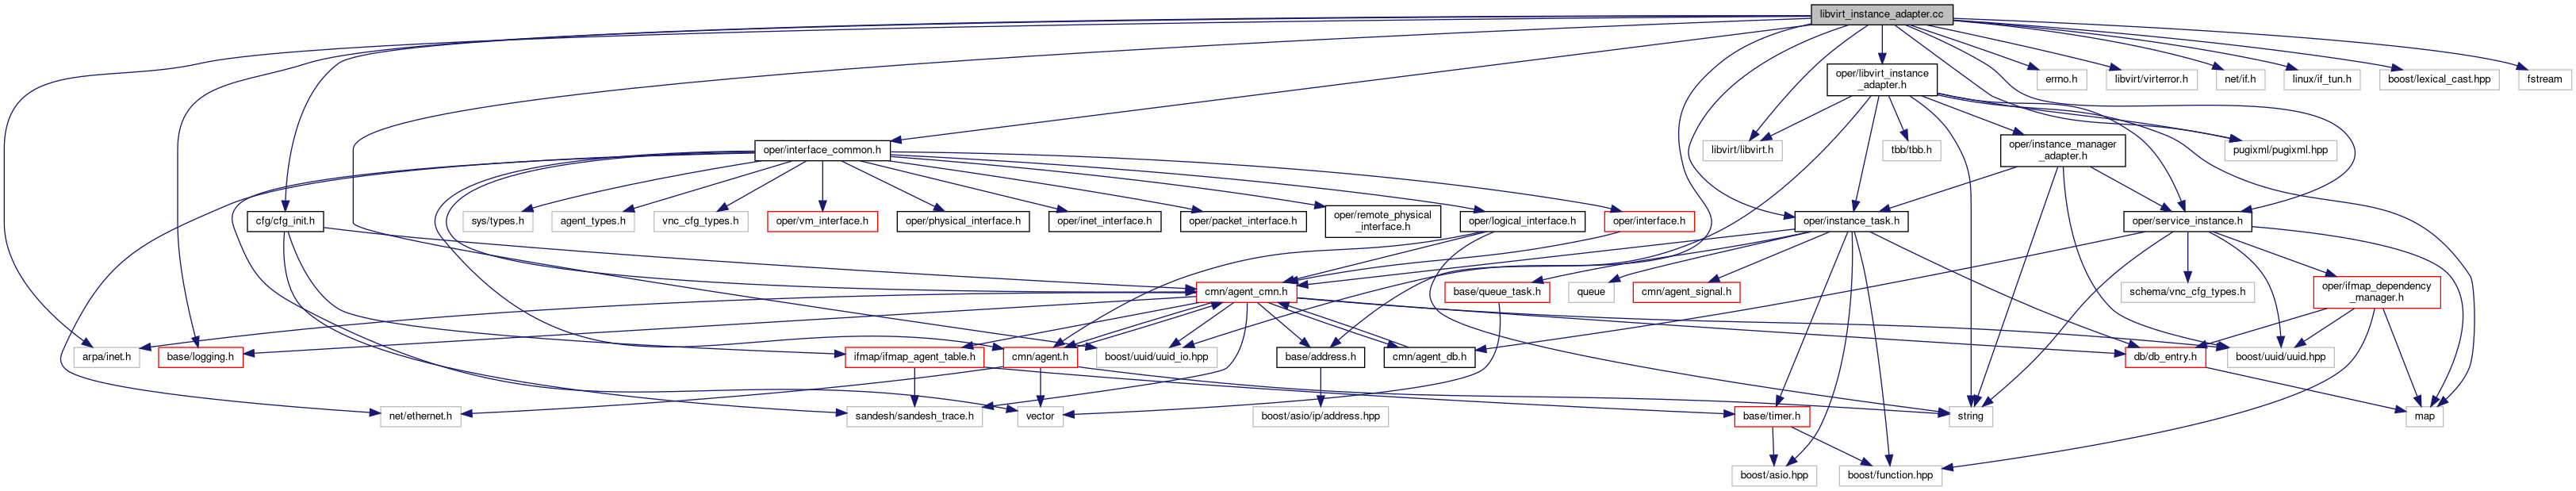 libvirt_instance_adapter.cc
oper/libvirt_instance
_adapter.h
errno.h
libvirt/virterror.h
net/if.h
linux/if_tun.h
boost/lexical_cast.hpp
fstream
oper/interface_common.h
libvirt/libvirt.h
tbb/tbb.h
oper/instance_manager
_adapter.h
pugixml/pugixml.hpp
cfg/cfg_init.h
sys/types.h
agent_types.h
vnc_cfg_types.h
oper/vm_interface.h
oper/physical_interface.h
oper/inet_interface.h
oper/packet_interface.h
oper/remote_physical
_interface.h
oper/logical_interface.h
oper/interface.h
oper/instance_task.h
oper/service_instance.h
cmn/agent_cmn.h
base/queue_task.h
queue
cmn/agent_signal.h
schema/vnc_cfg_types.h
oper/ifmap_dependency
_manager.h
arpa/inet.h
base/logging.h
ifmap/ifmap_agent_table.h
cmn/agent.h
boost/uuid/uuid_io.hpp
base/address.h
cmn/agent_db.h
db/db_entry.h
boost/uuid/uuid.hpp
net/ethernet.h
sandesh/sandesh_trace.h
vector
boost/asio/ip/address.hpp
base/timer.h
string
map
boost/asio.hpp
boost/function.hpp